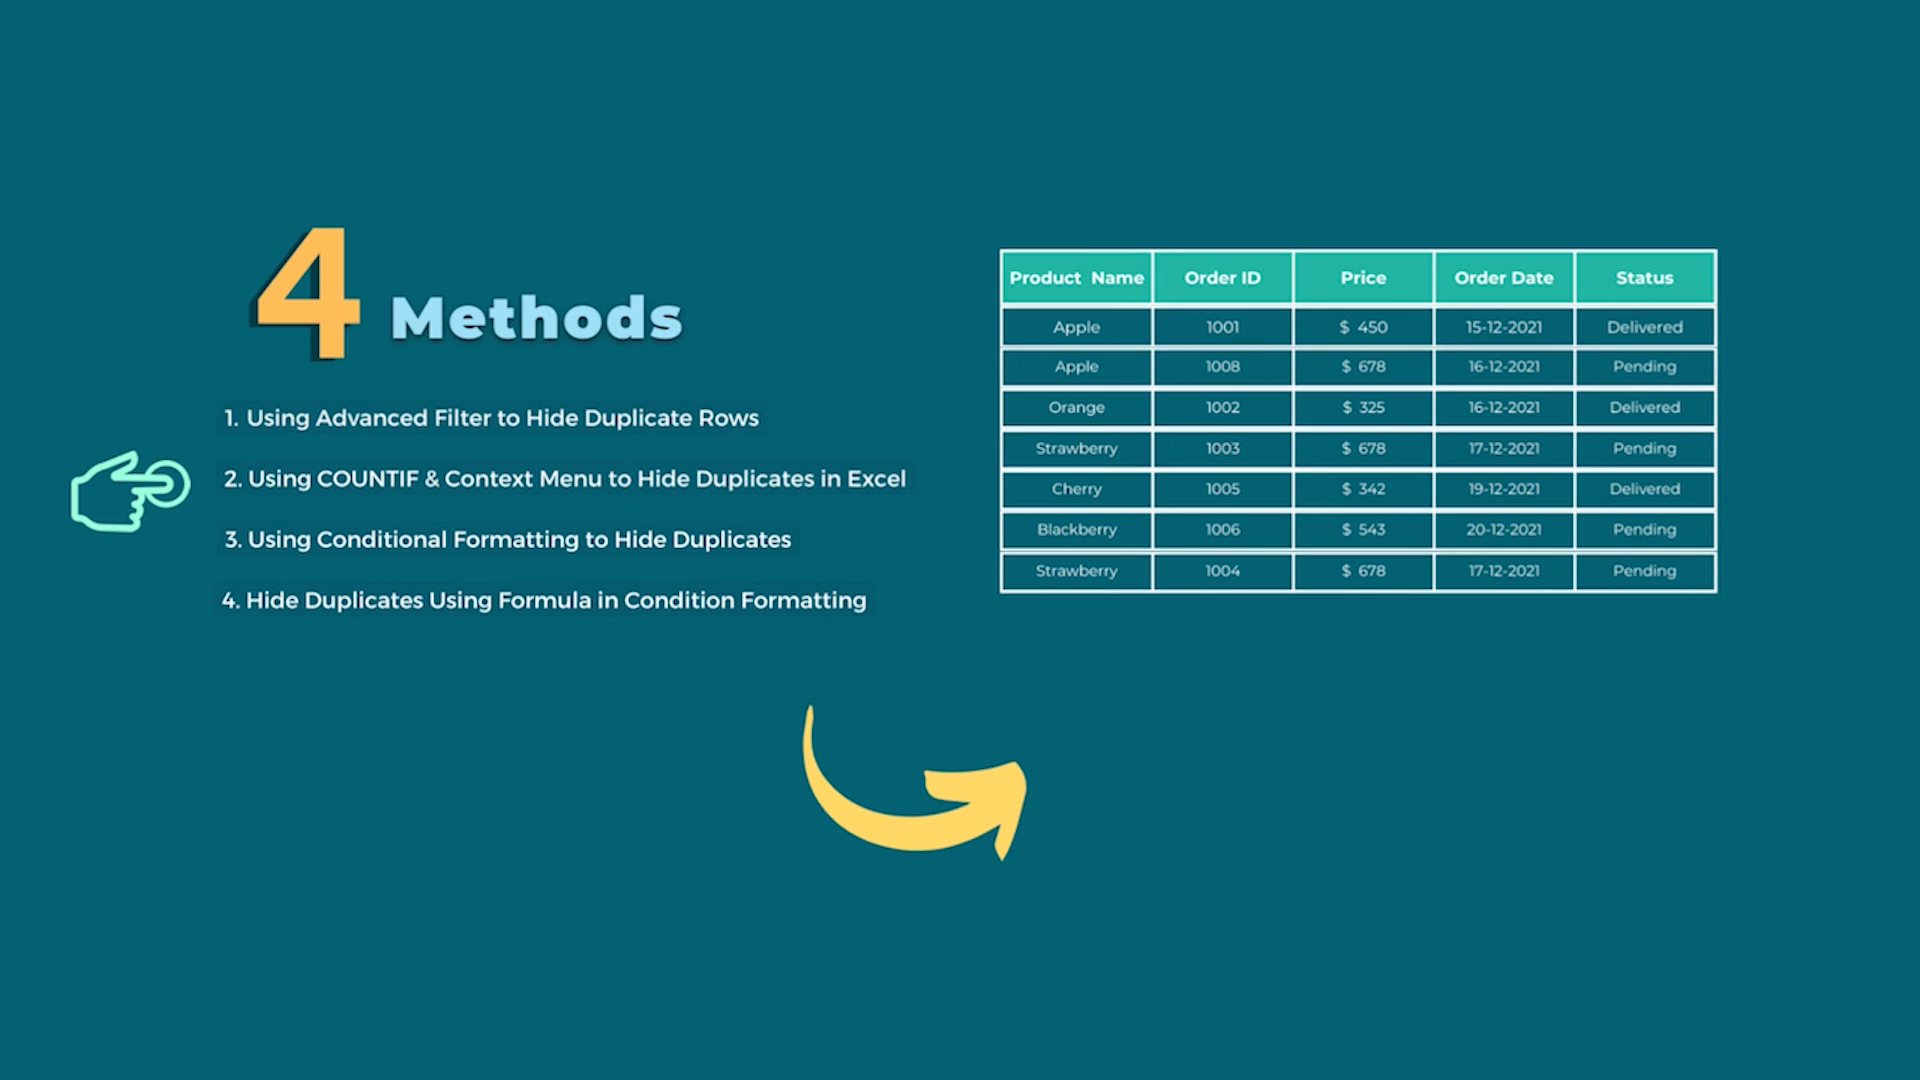 4 Methods
1. Using Advanced Filter to Hide Duplicate Rows
2. Using COUNTIF & Context Menu to Hide Duplicates in Excel
3. Using Conditional Formatting to Hide Duplicates
4. Hide Duplicates Using Formula in Condition Formatting
Product Name Order ID Price Order Date Status
Apple 1001 $ 450 15-12-2021 Delivered
Apple 1008 $ 678 16-12-2021 Pending
Orange 1002 $ 325 16-12-2021 Delivered
Strawberry 1003 $ 678 17-12-2021 Pending
Cherry 1005 $ 342 19-12-2021 Delivered
Blackberry 1006 $ 543 20-12-2021 Pending
Strawberry 1004 $ 678 17-12-2021 Pending